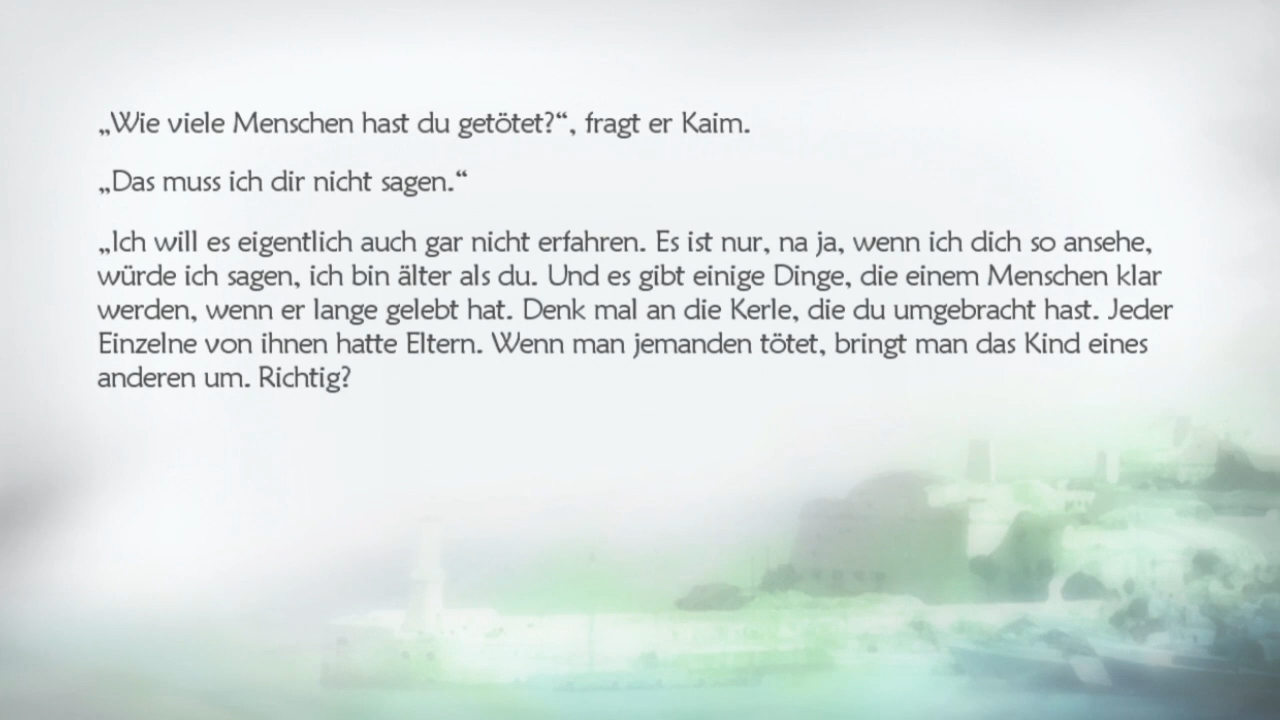 „Wie viele Menschen hast du getötet?“, fragt er Kaim.
„Das muss ich dir nicht sagen.“
„Ich will es eigentlich auch gar nicht erfahren. Es ist nur, na ja, wenn ich dich so ansehe,
würde ich sagen, ich bin älter als du. Und es gibt einige Dinge, die einem Menschen klar
werden, wenn er lange gelebt hat. Denk mal an die Kerle, die du umgebracht hast. Jeder
Einzelne von ihnen hatte Eltern. Wenn man jemanden tötet, bringt man das Kind eines
anderen um. Richtig?